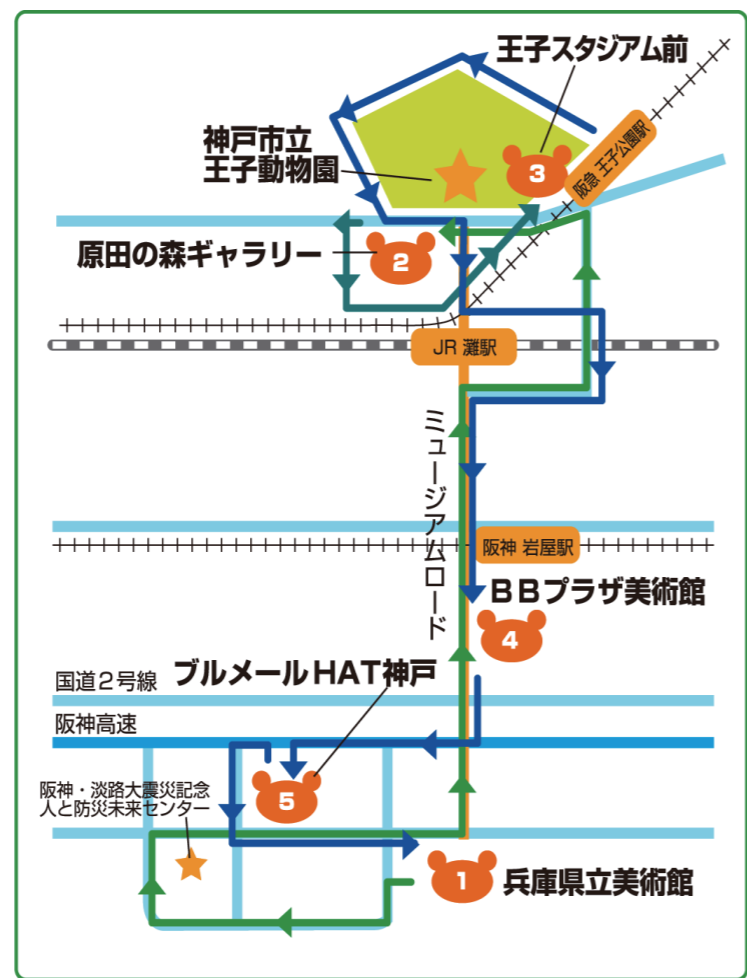 王子スタジアム前
神戸市立
王子動物園
3
阪急 王子公園駅
原田の森ギャラリー
2
JR 灘駅
ミュージアムロード
阪神 岩屋駅
BBプラザ美術館
4
ブルメールHAT神戸
国道2号線
阪神高速
阪神・淡路大震災記念
人と防災未来センター
5
1
兵庫県立美術館